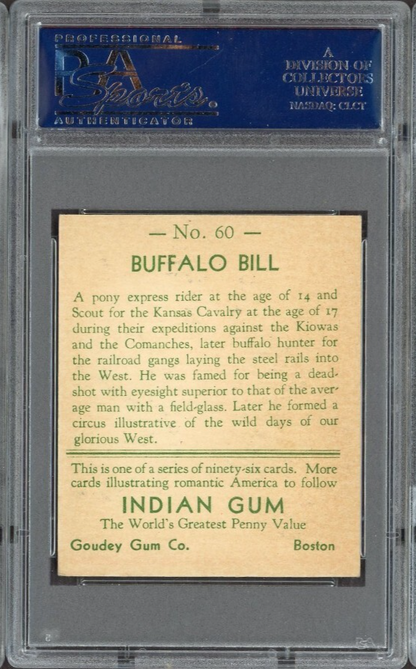 PROFESSIONAL
PSA
Sports.
AUTHENTICATOR
A
DIVISION OF
COLLECTORS
UNIVERSE
NASDAQ: CLCT
— No. 60 —
BUFFALO BILL
A pony express rider at the age of 14 and
Scout for the Kansas Cavalry at the age of 17
during their expeditions against the Kiowas
and the Comanches, later buffalo hunter for
the railroad gangs laying the steel rails into
the West. He was famed for being a dead-
shot with eyesight superior to that of the aver-
age man with a field-glass. Later he formed a
circus illustrative of the wild days of our
glorious West.
This is one of a series of ninety-six cards. More
cards illustrating romantic America to follow
INDIAN GUM
The World's Greatest Penny Value
Goudey Gum Co. Boston